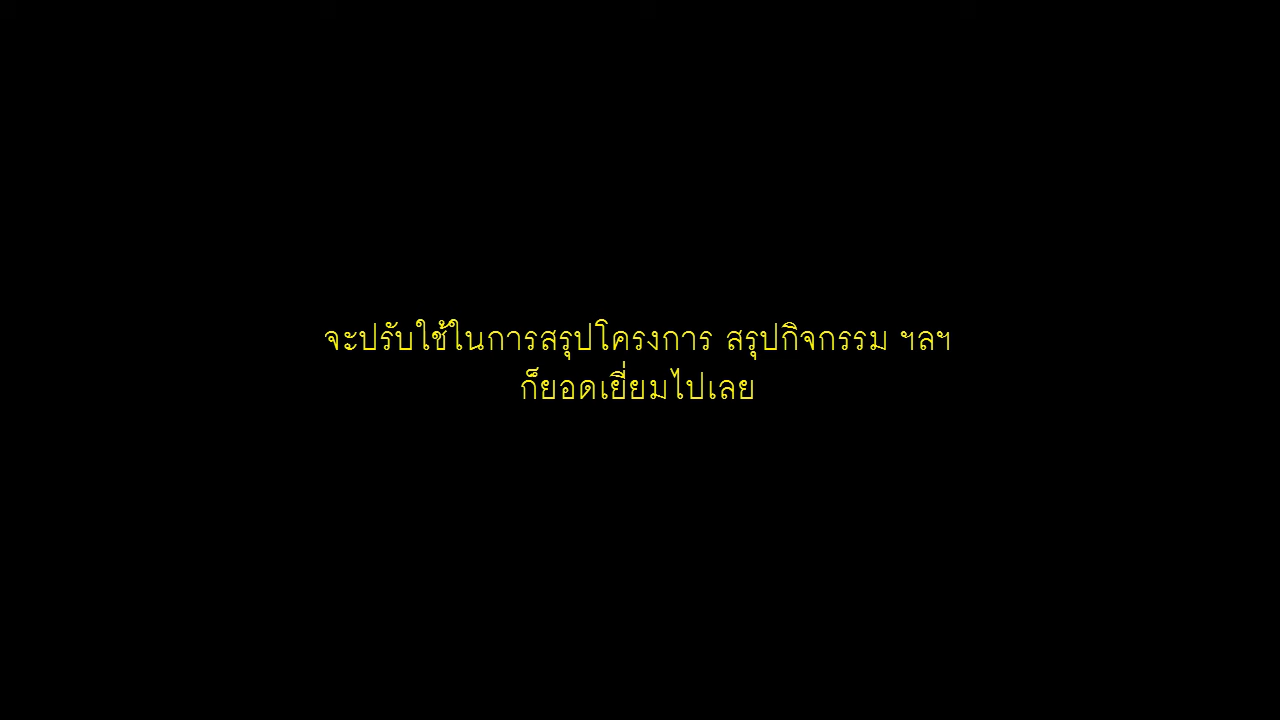 จะปรับใช้ในการสรุปโครงการ สรุปกิจกรรม ฯลฯ
ก็ยอดเยี่ยมไปเลย